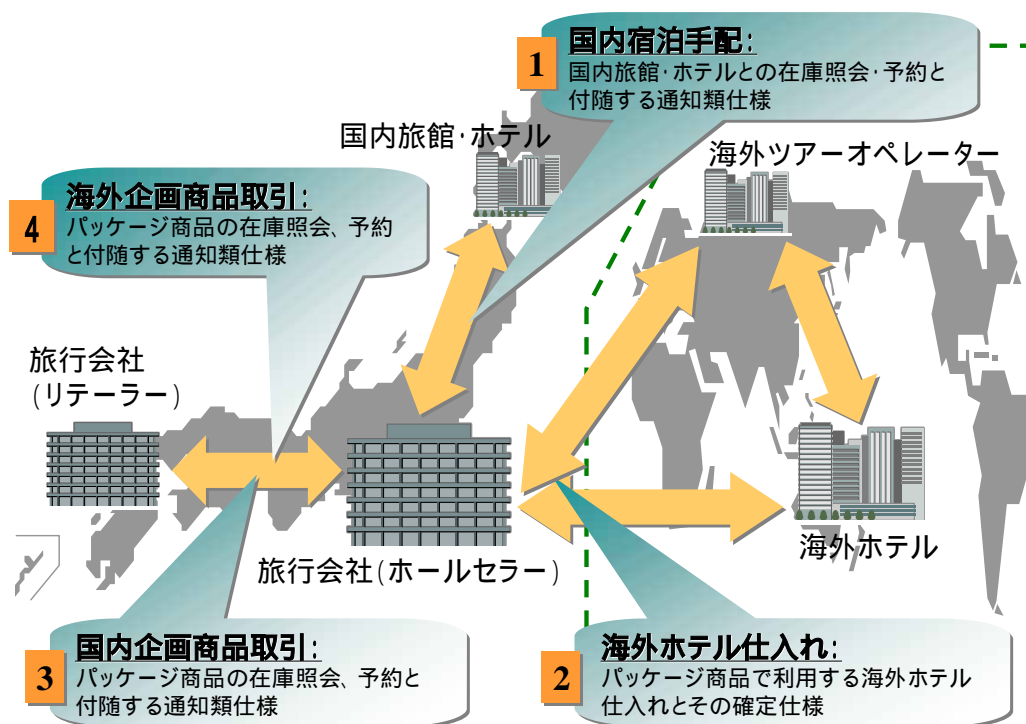 1
国内宿泊手配:
国内旅館・ホテルとの在庫照会・予約と
付随する通知類仕様
国内旅館・ホテル
海外ツアーオペレーター
4
海外企画商品取引:
パッケージ商品の在庫照会、予約
と付随する通知類仕様
旅行会社
(リテーラー)
旅行会社(ホールセラー)
海外ホテル
3
国内企画商品取引:
パッケージ商品の在庫照会、予約と
付随する通知類仕様
2
海外ホテル仕入れ:
パッケージ商品で利用する海外ホテル
仕入れとその確定仕様